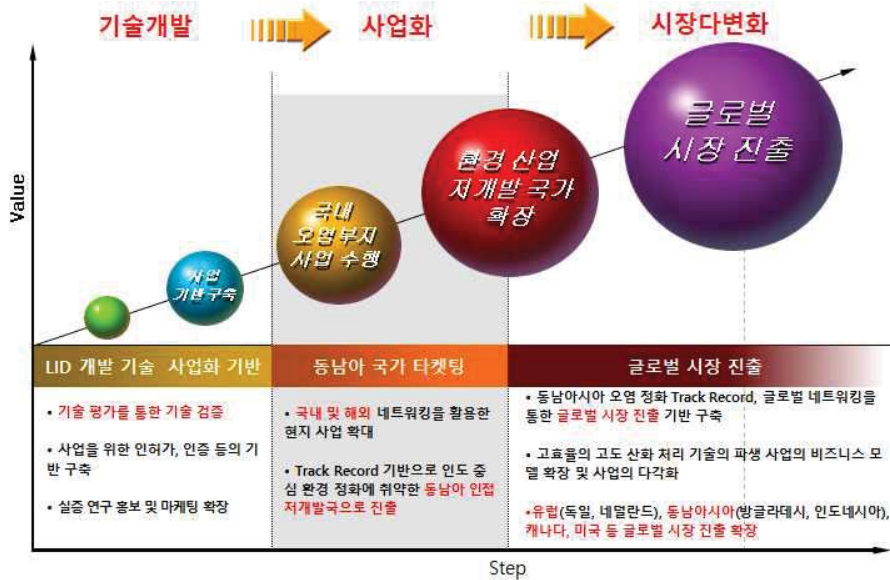 기술개발
사업화
시장다변화
Value
사업
기반 구축
국내
오염부지
사업 수행
환경 산업
저개발 국가
확장
글로벌
시장 진출
LID 개발 기술 사업화 기반
동남아 국가 타켓팅
글로벌 시장 진출
• 기술 평가를 통한 기술 검증
• 사업을 위한 인허가, 인증 등의 기
반 구축
• 실증 연구 홍보 및 마케팅 확장
• 국내 및 해외 네트워킹을 활용한
현지 사업 확대
• Track Record 기반으로 인도 중
심 환경 정화에 취약한 동남아 인접
저개발국으로 진출
• 동남아시아 오염 정화 Track Record, 글로벌 네트워킹을
통한 글로벌 시장 진출 기반 구축
• 고효율의 고도 산화 처리 기술의 파생 사업의 비즈니스 모
델 확장 및 사업의 다각화
•유럽(독일, 네덜란드), 동남아시아(방글라데시, 인도네시아),
캐나다, 미국 등 글로벌 시장 진출 확장
Step